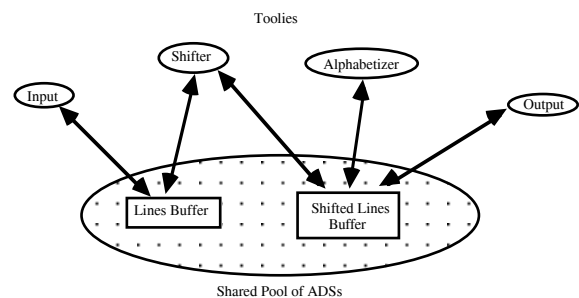 Toolies
Shifter
Alphabetizer
Input
Output
Lines Buffer
Shifted Lines
Buffer
Shared Pool of ADSs